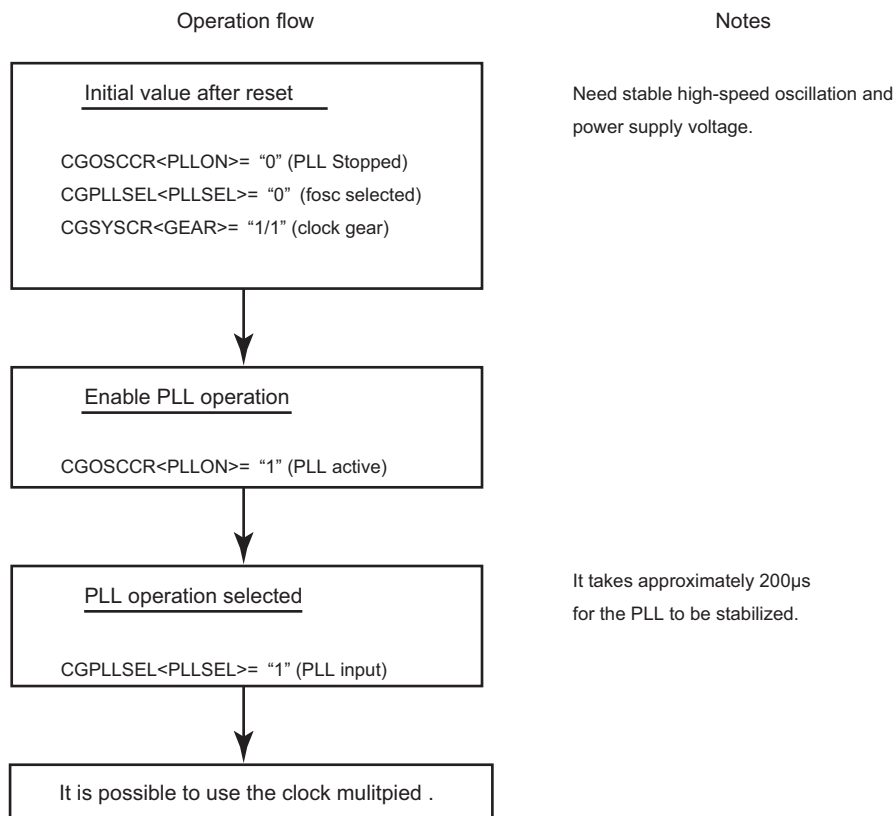 Operation flow
Notes
Initial value after reset
CGOSCCR<PLLON>= “0” (PLL Stopped)
CGPLLSEL<PLLSEL>= “0” (fosc selected)
CGSYSCR<GEAR>= “1/1” (clock gear)
Need stable high-speed oscillation and
power supply voltage.
Enable PLL operation
CGOSCCR<PLLON>= “1” (PLL active)
PLL operation selected
CGPLLSEL<PLLSEL>= “1” (PLL input)
It takes approximately 200µs
for the PLL to be stabilized.
It is possible to use the clock mulitpied .